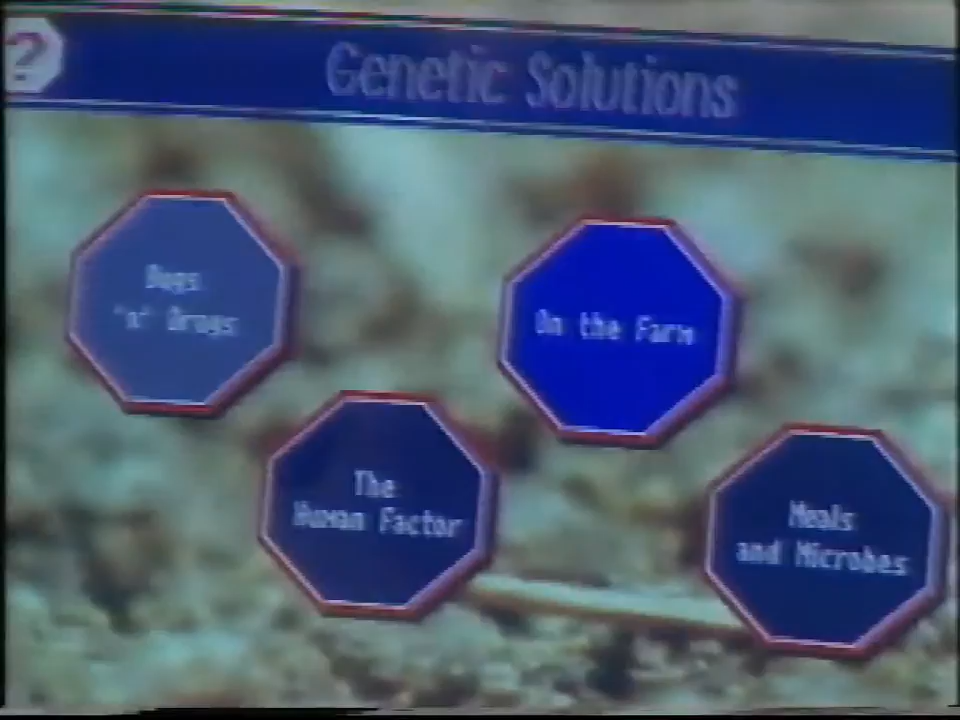 ?
Genetic Solutions
Bugs
'n' Drugs
On the Farm
The
Human Factor
Meals
and Microbes